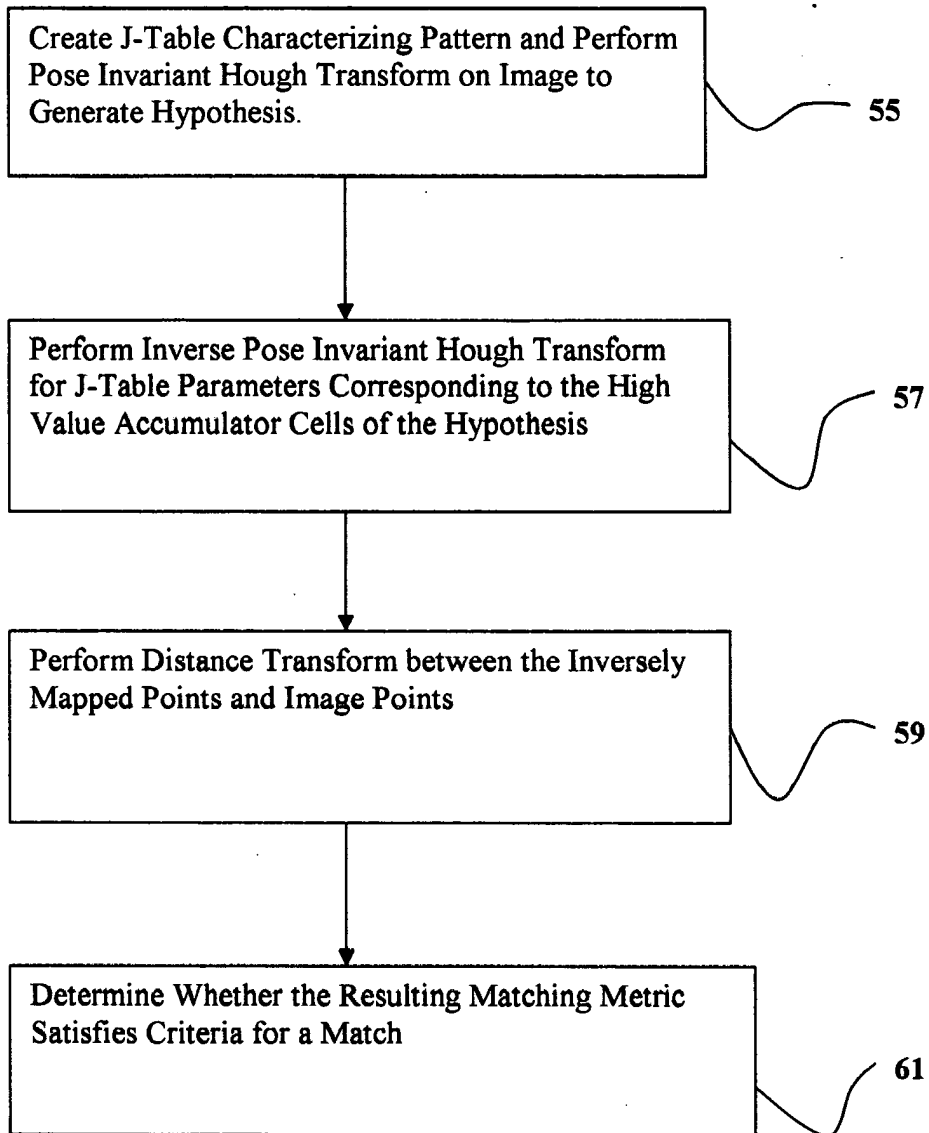 Create J-Table Characterizing Pattern and Perform
Pose Invariant Hough Transform on Image to
Generate Hypothesis.
55
Perform Inverse Pose Invariant Hough Transform
for J-Table Parameters Corresponding to the High
Value Accumulator Cells of the Hypothesis
57
Perform Distance Transform between the Inversely
Mapped Points and Image Points
59
Determine Whether the Resulting Matching Metric
Satisfies Criteria for a Match
61